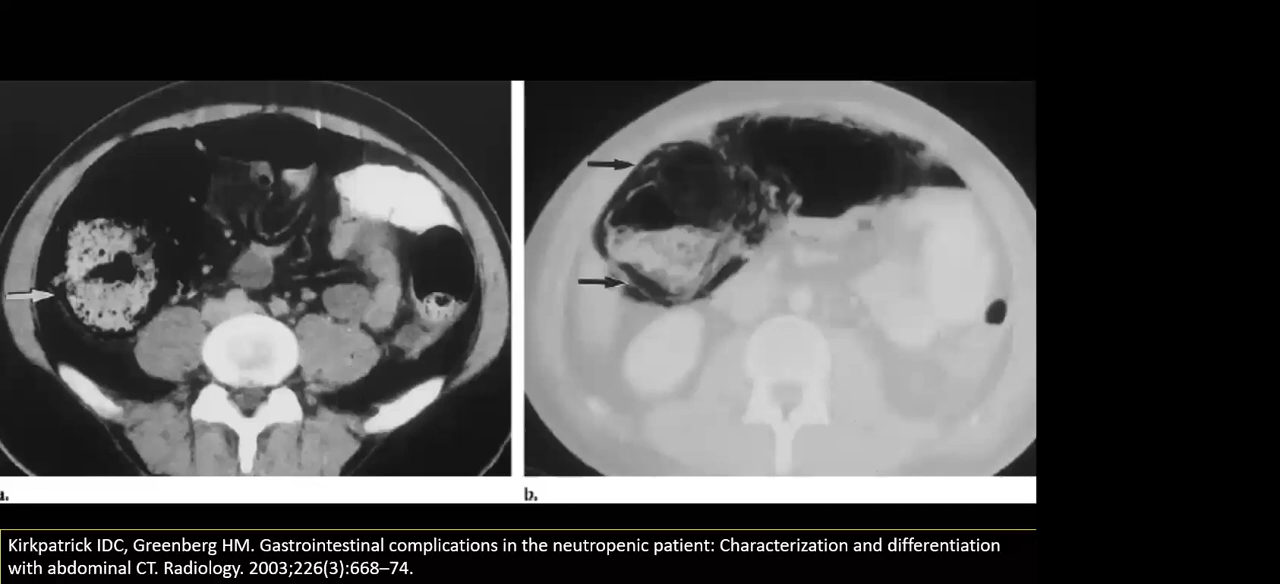 a.
b.
Kirkpatrick IDC, Greenberg HM. Gastrointestinal complications in the neutropenic patient: Characterization and differentiation
with abdominal CT. Radiology. 2003;226(3):668–74.